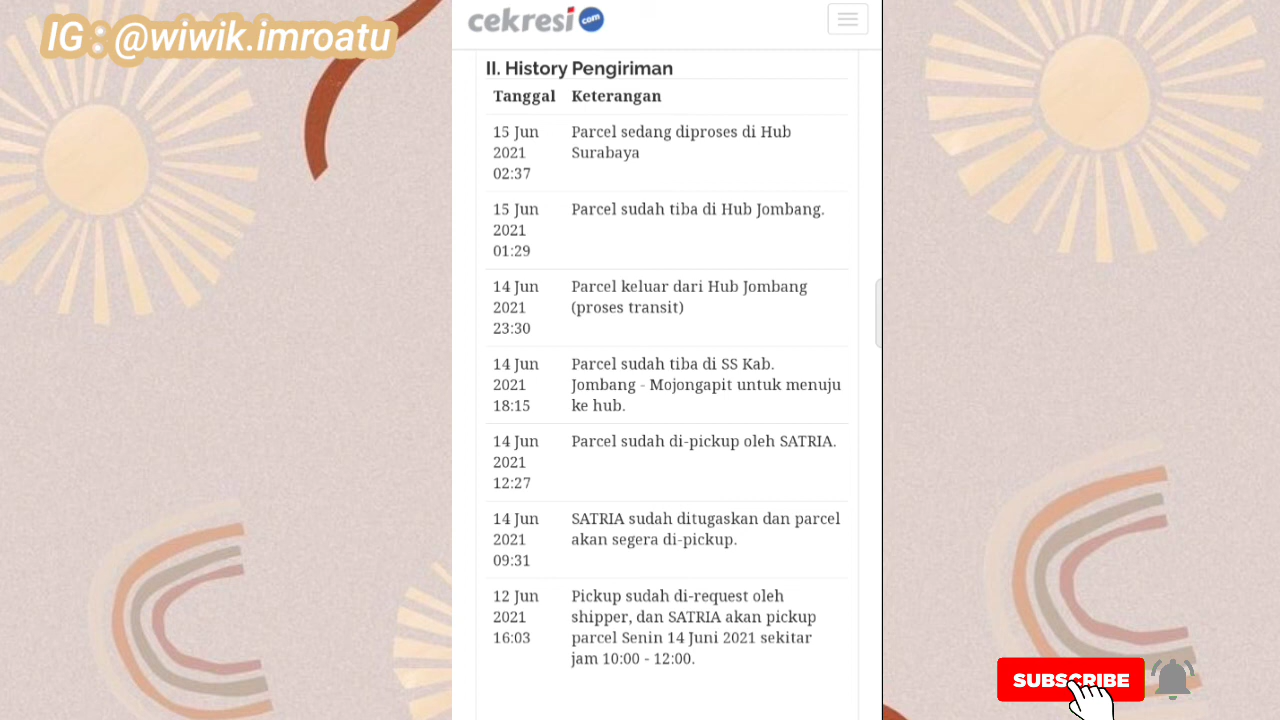 IG : @wiwik.imroatu
cekresi com
II. History Pengiriman
Tanggal Keterangan
15 Jun 2021 02:37 Parcel sedang diproses di Hub Surabaya
15 Jun 2021 01:29 Parcel sudah tiba di Hub Jombang.
14 Jun 2021 23:30 Parcel keluar dari Hub Jombang (proses transit)
14 Jun 2021 18:15 Parcel sudah tiba di SS Kab. Jombang - Mojongapit untuk menuju ke hub.
14 Jun 2021 12:27 Parcel sudah di-pickup oleh SATRIA.
14 Jun 2021 09:31 SATRIA sudah ditugaskan dan parcel akan segera di-pickup.
12 Jun 2021 16:03 Pickup sudah di-request oleh shipper, dan SATRIA akan pickup parcel Senin 14 Juni 2021 sekitar jam 10:00 - 12:00.
SUBSCRIBE